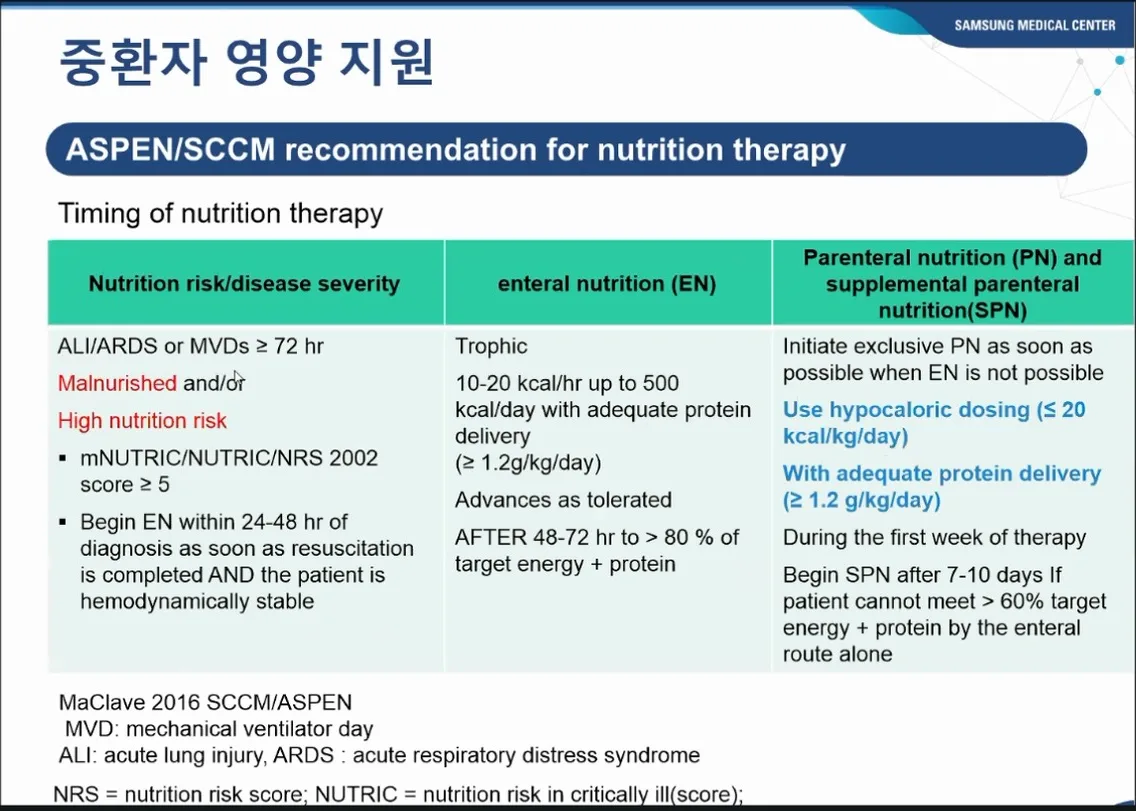 SAMSUNG MEDICAL CENTER
중환자 영양 지원
ASPEN/SCCM recommendation for nutrition therapy
Timing of nutrition therapy
Nutrition risk/disease severity
enteral nutrition (EN)
Parenteral nutrition (PN) and
supplemental parenteral
nutrition(SPN)
ALI/ARDS or MVDs ≥ 72 hr
Malnurished and/or
High nutrition risk
▪ mNUTRIC/NUTRIC/NRS 2002
score ≥ 5
▪ Begin EN within 24-48 hr of
diagnosis as soon as resuscitation
is completed AND the patient is
hemodynamically stable
Trophic
10-20 kcal/hr up to 500
kcal/day with adequate protein
delivery
(≥ 1.2g/kg/day)
Advances as tolerated
AFTER 48-72 hr to > 80 % of
target energy + protein
Initiate exclusive PN as soon as
possible when EN is not possible
Use hypocaloric dosing (≤ 20
kcal/kg/day)
With adequate protein delivery
(≥ 1.2 g/kg/day)
During the first week of therapy
Begin SPN after 7-10 days If
patient cannot meet > 60% target
energy + protein by the enteral
route alone
MaClave 2016 SCCM/ASPEN
MVD: mechanical ventilator day
ALI: acute lung injury, ARDS : acute respiratory distress syndrome
NRS = nutrition risk score; NUTRIC = nutrition risk in critically ill(score);